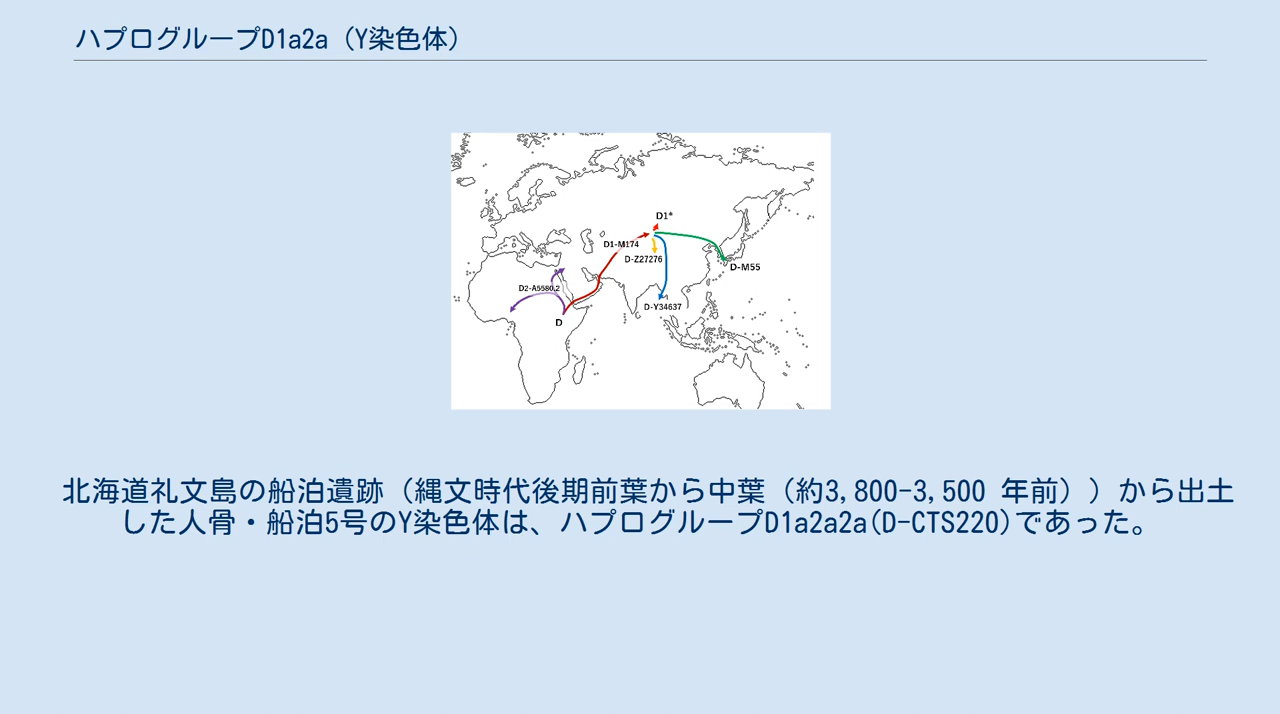 ハプログループD1a2a（Y染色体）
D1*
D1-M174
D-Z27276
D-M55
D2-A5580.2
D-Y34637
D
北海道礼文島の船泊遺跡（縄文時代後期前葉から中葉（約3,800-3,500 年前））から出土
した人骨・船泊5号のY染色体は、ハプログループD1a2a2a(D-CTS220)であった。